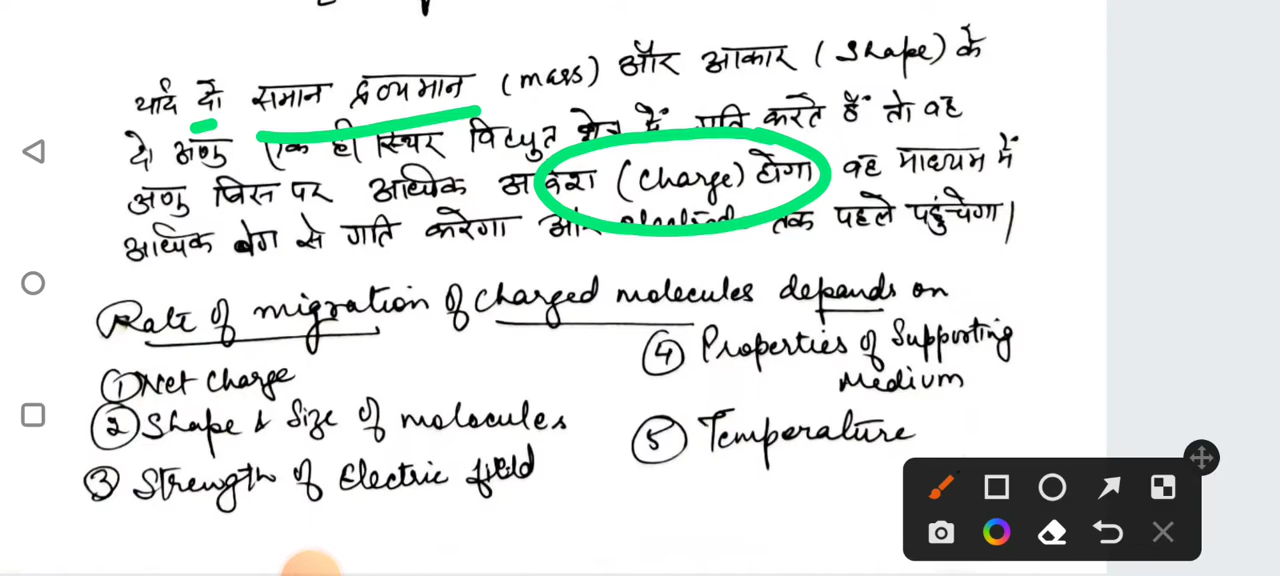 यदि दो समान द्रव्यमान (mass) और आकार (Shape) के
दो अणु एक ही स्थिर विद्युत क्षेत्र में गति करते हैं तो वह
अणु जिस पर अधिक आवेश (Charge) होगा वह माध्यम में
अधिक वेग से गति करेगा और तक पहले पहुंचेगा।
Rate of migration of charged molecules depends on
① Net Charge
② Shape & Size of molecules
③ Strength of Electric field
④ Properties of Supporting
Medium
⑤ Temperature